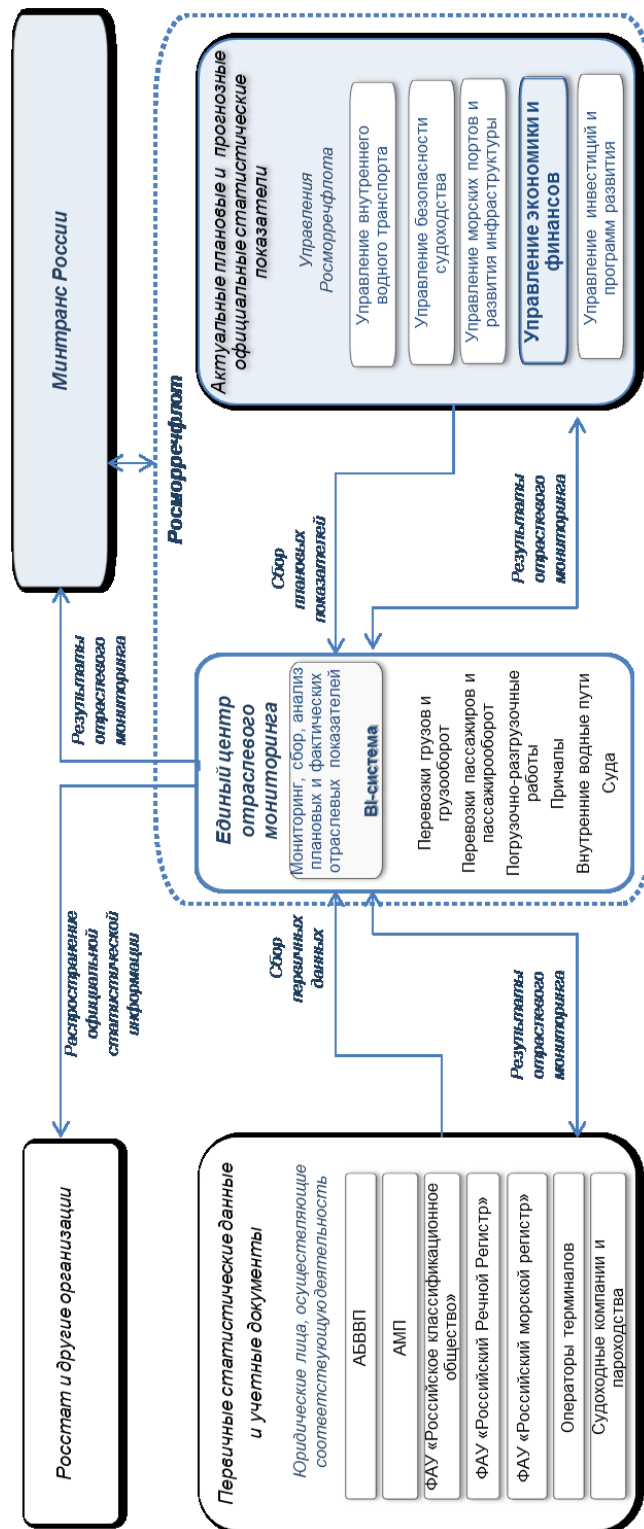 Росстат и другие организации
Распространение
официальной
статистической
информации
Результаты
отраслевого
мониторинга
Минтранс России
Росморречфлот
Первичные статистические данные
и учетные документы
Юридические лица, осуществляющие
соответствующую деятельность
АБВВП
АМП
ФАУ «Российское классификационное
общество»
ФАУ «Российский Речной Регистр»
ФАУ «Российский морской регистр»
Операторы терминалов
Судоходные компании и
пароходства
Сбор
первичных
данных
Результаты
отраслевого
мониторинга
Единый центр
отраслевого
мониторинга
Мониторинг, сбор, анализ
плановых и фактических
отраслевых показателей
BI-система
Перевозки грузов и
грузооборот
Перевозки пассажиров и
пассажирооборот
Погрузочно-разгрузочные
работы
Причалы
Внутренние водные пути
Суда
Сбор
плановых
показателей
Результаты
отраслевого
мониторинга
Актуальные плановые и прогнозные
официальные статистические
показатели
Управления
Росморречфлота
Управление внутреннего
водного транспорта
Управление безопасности
судоходства
Управление морских портов и
развития инфраструктуры
Управление экономики и
финансов
Управление инвестиций и
программ развития